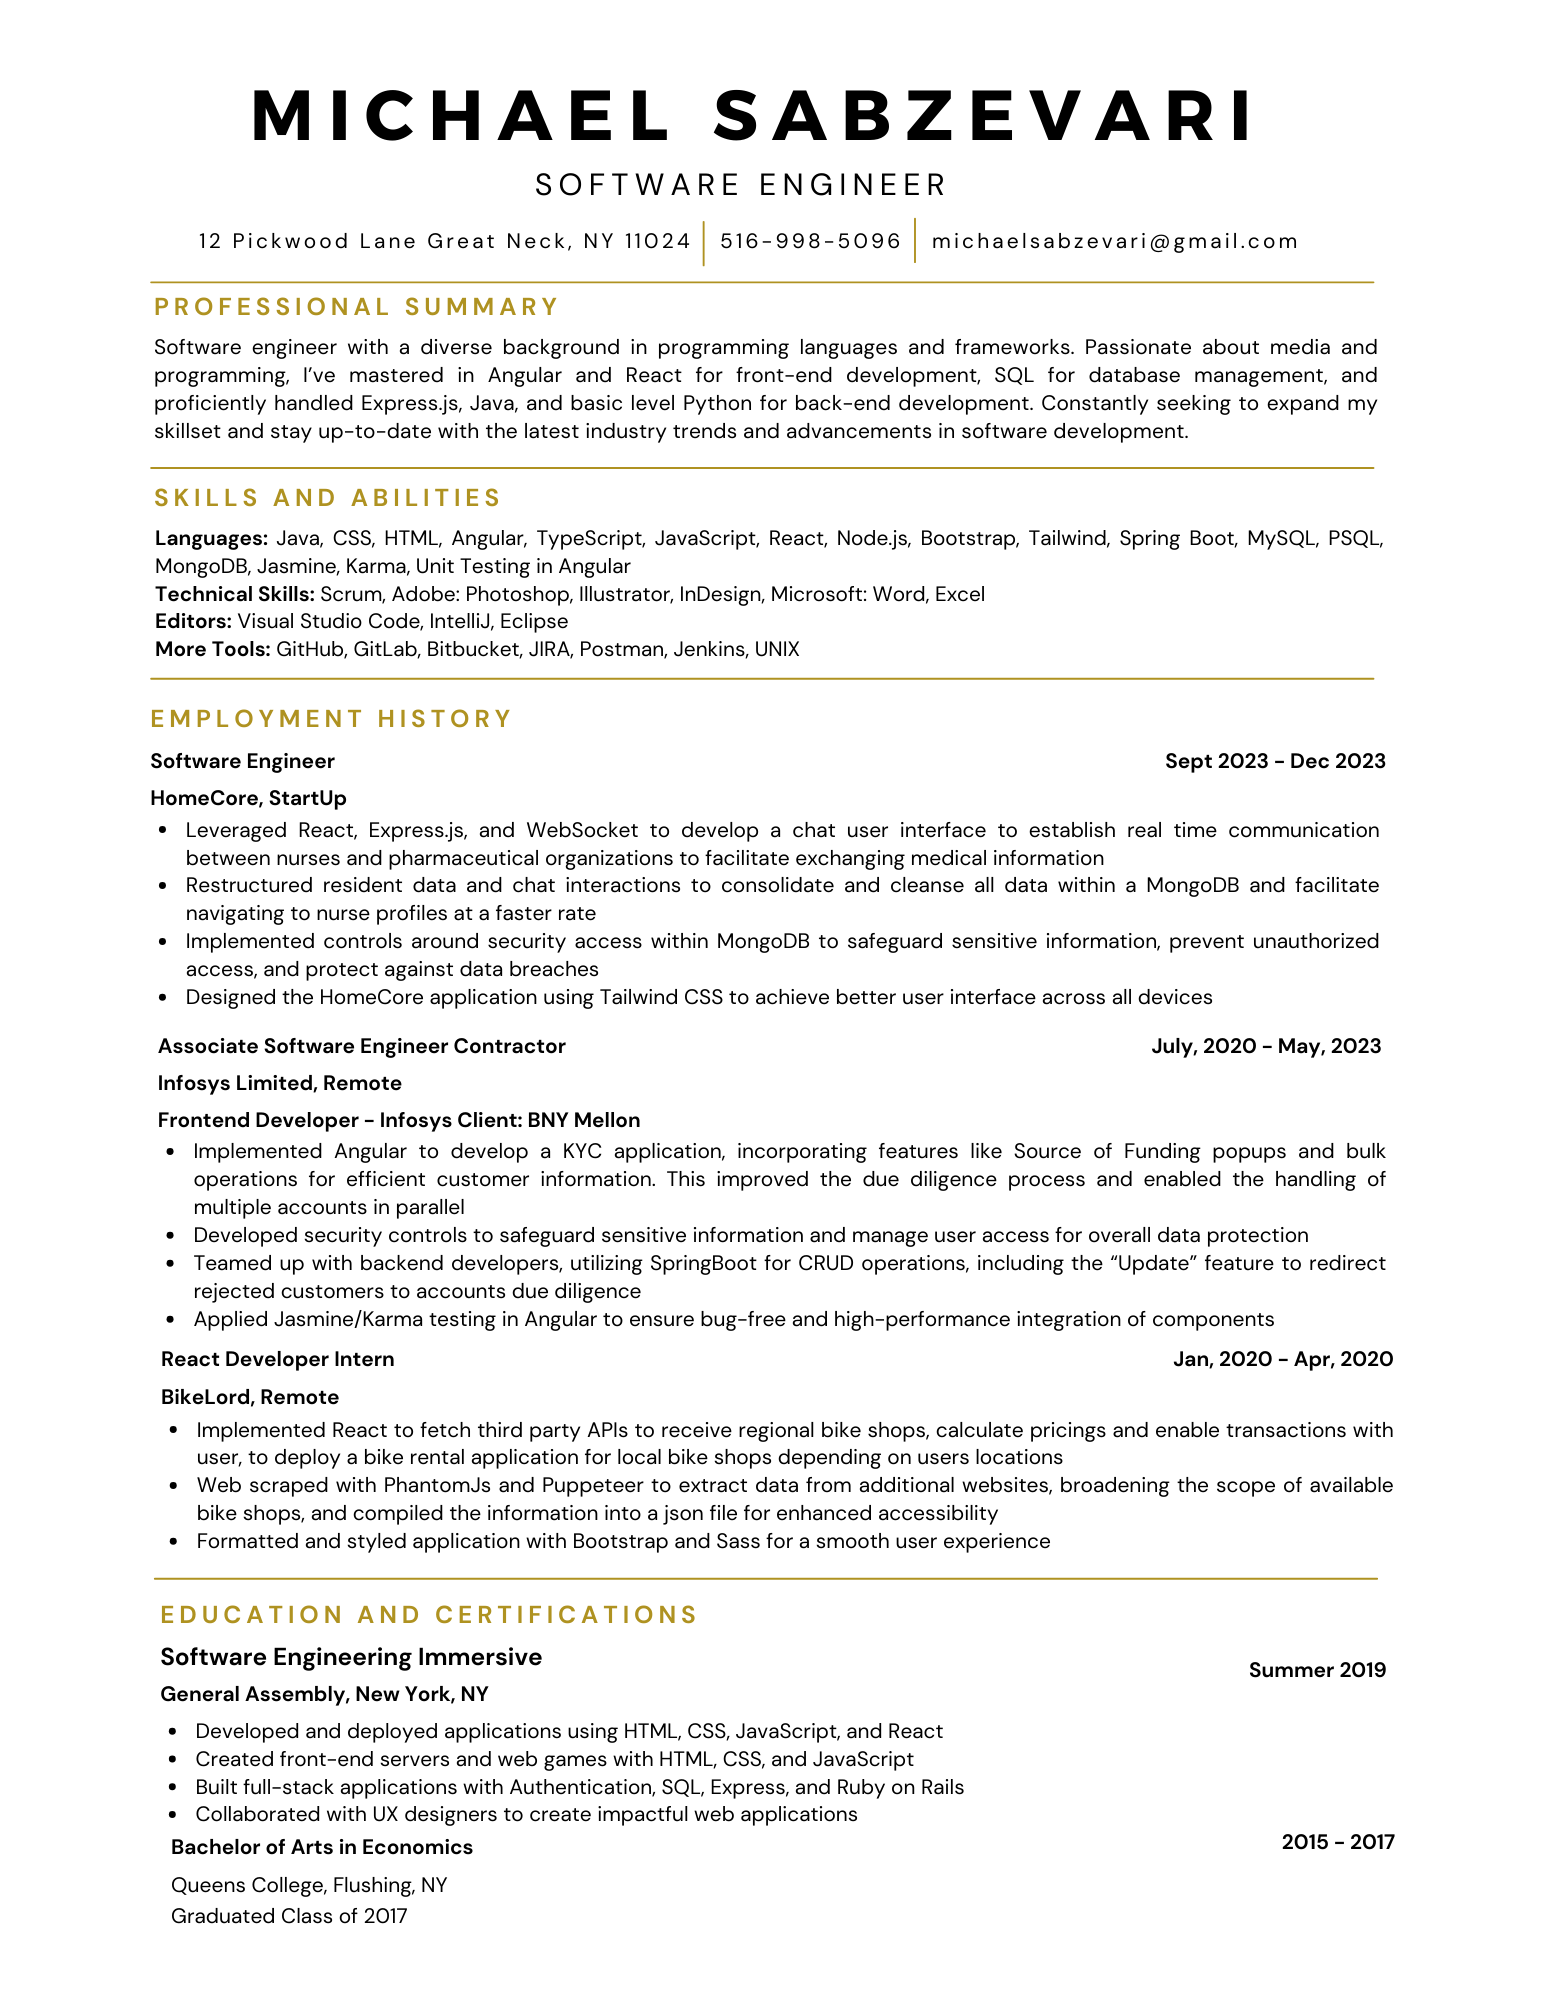 MICHAEL SABZEVARI
SOFTWARE ENGINEER
12 Pickwood Lane Great Neck, NY 11024 516-998-5096 michaelsabzevari@gmail.com
PROFESSIONAL SUMMARY
Software engineer with a diverse background in programming languages and frameworks. Passionate about media and
programming, I’ve mastered in Angular and React for front-end development, SQL for database management, and
proficiently handled Express.js, Java, and basic level Python for back-end development. Constantly seeking to expand my
skillset and stay up-to-date with the latest industry trends and advancements in software development.
SKILLS AND ABILITIES
Languages: Java, CSS, HTML, Angular, TypeScript, JavaScript, React, Node.js, Bootstrap, Tailwind, Spring Boot, MySQL, PSQL,
MongoDB, Jasmine, Karma, Unit Testing in Angular
Technical Skills: Scrum, Adobe: Photoshop, Illustrator, InDesign, Microsoft: Word, Excel
Editors: Visual Studio Code, IntelliJ, Eclipse
More Tools: GitHub, GitLab, Bitbucket, JIRA, Postman, Jenkins, UNIX
EMPLOYMENT HISTORY
Software Engineer Sept 2023 - Dec 2023
HomeCore, StartUp
• Leveraged React, Express.js, and WebSocket to develop a chat user interface to establish real time communication
between nurses and pharmaceutical organizations to facilitate exchanging medical information
• Restructured resident data and chat interactions to consolidate and cleanse all data within a MongoDB and facilitate
navigating to nurse profiles at a faster rate
• Implemented controls around security access within MongoDB to safeguard sensitive information, prevent unauthorized
access, and protect against data breaches
• Designed the HomeCore application using Tailwind CSS to achieve better user interface across all devices
Associate Software Engineer Contractor July, 2020 - May, 2023
Infosys Limited, Remote
Frontend Developer - Infosys Client: BNY Mellon
• Implemented Angular to develop a KYC application, incorporating features like Source of Funding popups and bulk
operations for efficient customer information. This improved the due diligence process and enabled the handling of
multiple accounts in parallel
• Developed security controls to safeguard sensitive information and manage user access for overall data protection
• Teamed up with backend developers, utilizing SpringBoot for CRUD operations, including the “Update” feature to redirect
rejected customers to accounts due diligence
• Applied Jasmine/Karma testing in Angular to ensure bug-free and high-performance integration of components
React Developer Intern Jan, 2020 - Apr, 2020
BikeLord, Remote
• Implemented React to fetch third party APIs to receive regional bike shops, calculate pricings and enable transactions with
user, to deploy a bike rental application for local bike shops depending on users locations
• Web scraped with PhantomJs and Puppeteer to extract data from additional websites, broadening the scope of available
bike shops, and compiled the information into a json file for enhanced accessibility
• Formatted and styled application with Bootstrap and Sass for a smooth user experience
EDUCATION AND CERTIFICATIONS
Software Engineering Immersive Summer 2019
General Assembly, New York, NY
• Developed and deployed applications using HTML, CSS, JavaScript, and React
• Created front-end servers and web games with HTML, CSS, and JavaScript
• Built full-stack applications with Authentication, SQL, Express, and Ruby on Rails
• Collaborated with UX designers to create impactful web applications
Bachelor of Arts in Economics 2015 - 2017
Queens College, Flushing, NY
Graduated Class of 2017